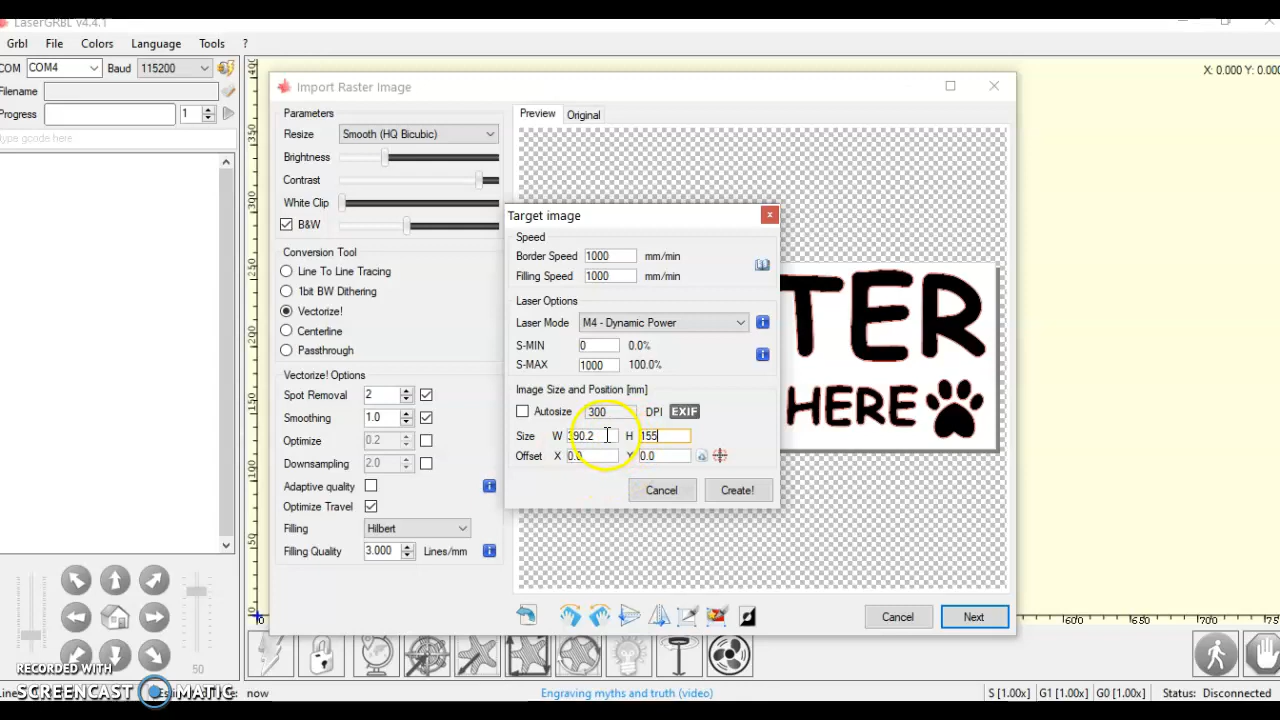 LaserGRBL v4.4.1
Grbl File Colors Language Tools ?
COM COM4 Baud 115200
Filename
Progress 1
type gcode here
X: 0.000 Y: 0.000
Import Raster Image
Parameters
Resize Smooth (HQ Bicubic)
Brightness
Contrast
White Clip
B&W
Conversion Tool
Line To Line Tracing
1bit BW Dithering
Vectorize!
Centerline
Passthrough
Vectorize! Options
Spot Removal 2
Smoothing 1.0
Optimize 0.2
Downsampling 2.0
Adaptive quality
Optimize Travel
Filling Hilbert
Filling Quality 3.000 Lines/mm
Preview Original
TER
HERE
Target image
Speed
Border Speed 1000 mm/min
Filling Speed 1000 mm/min
Laser Options
Laser Mode M4 - Dynamic Power
S-MIN 0 0.0%
S-MAX 1000 100.0%
Image Size and Position [mm]
Autosize 300 DPI EXIF
Size W 390.2 H 155
Offset X 0.0 Y 0.0
Cancel Create!
Cancel Next
50
RECORDED WITH
SCREENCAST MATIC
now
Engraving myths and truth (video)
S [1.00x] G1 [1.00x] G0 [1.00x] Status: Disconnected